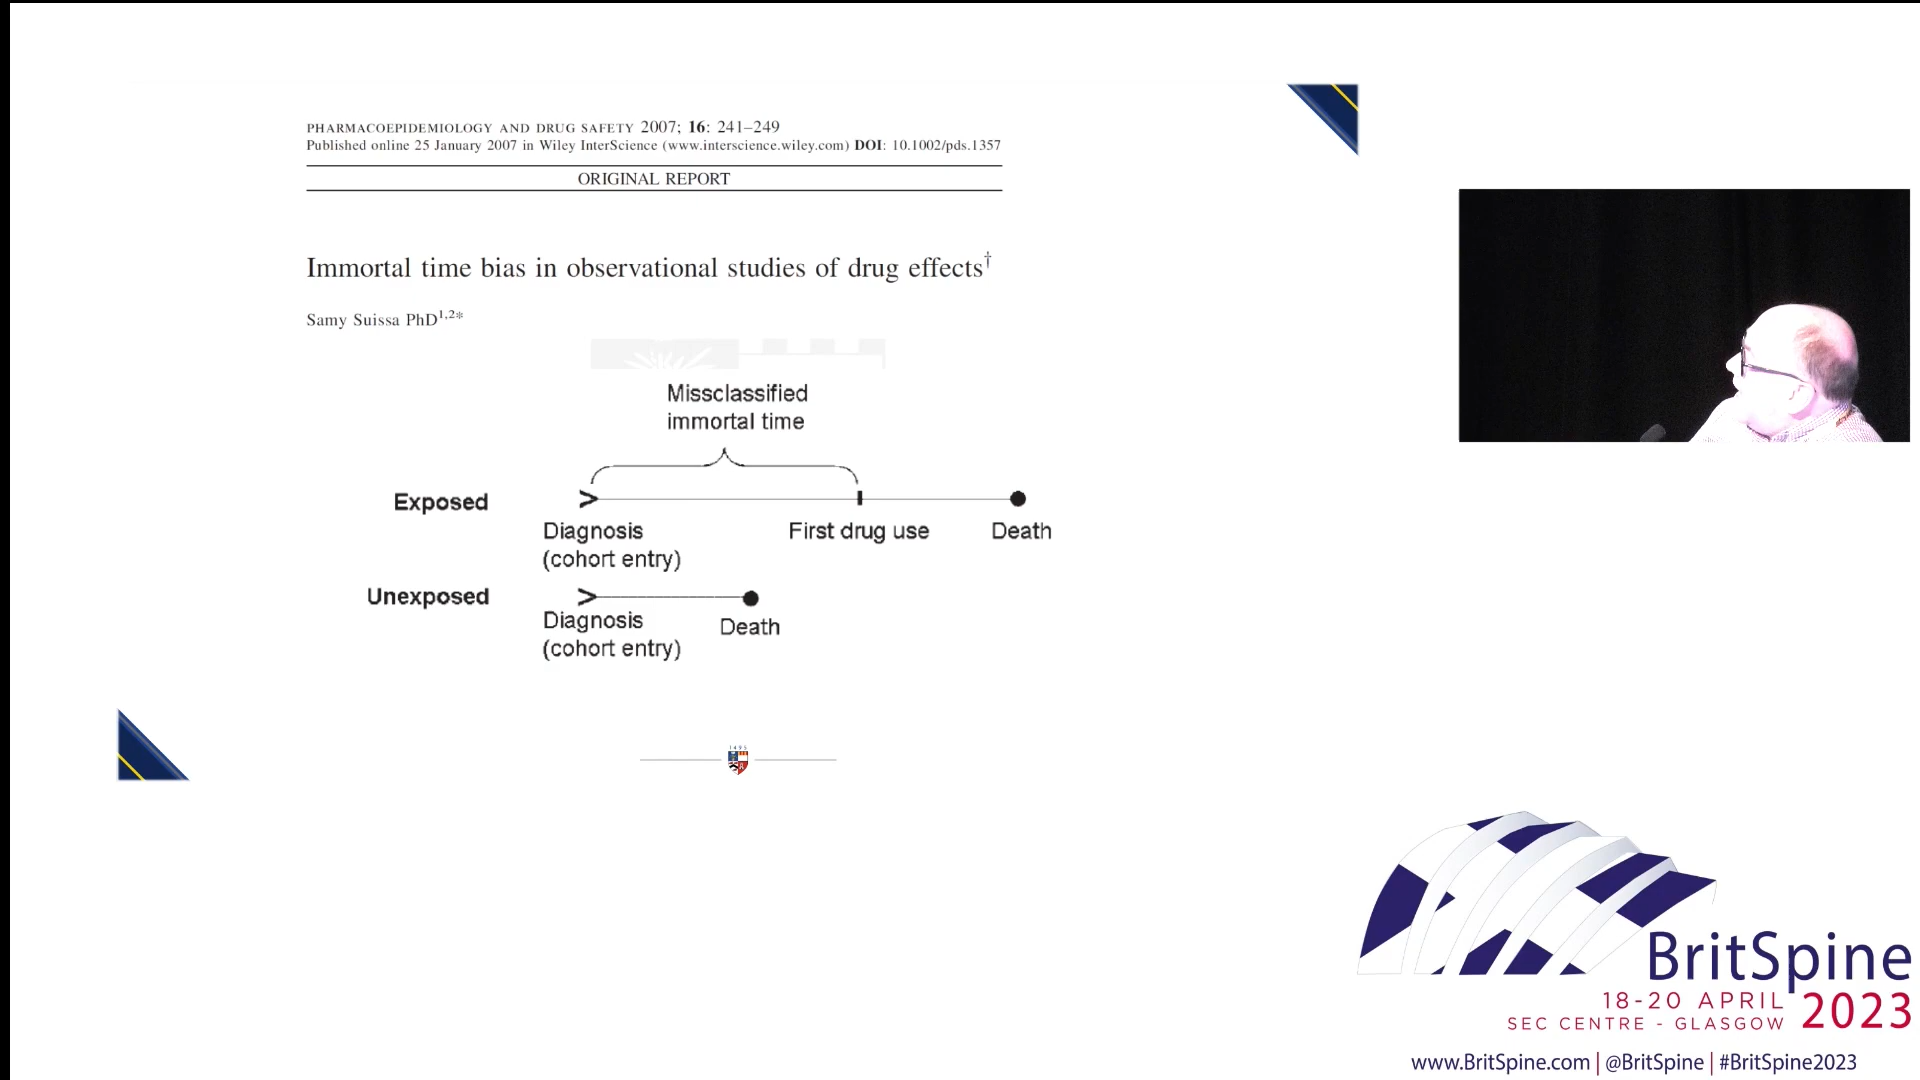 PHARMACOEPIDEMIOLOGY AND DRUG SAFETY 2007; 16: 241–249
Published online 25 January 2007 in Wiley InterScience (www.interscience.wiley.com) DOI: 10.1002/pds.1357
ORIGINAL REPORT
Immortal time bias in observational studies of drug effects†
Samy Suissa PhD1,2*
Missclassified
immortal time
Exposed
Diagnosis
(cohort entry)
First drug use
Death
Unexposed
Diagnosis
(cohort entry)
Death
1495
BritSpine
18-20 APRIL
SEC CENTRE - GLASGOW
2023
www.BritSpine.com | @BritSpine | #BritSpine2023